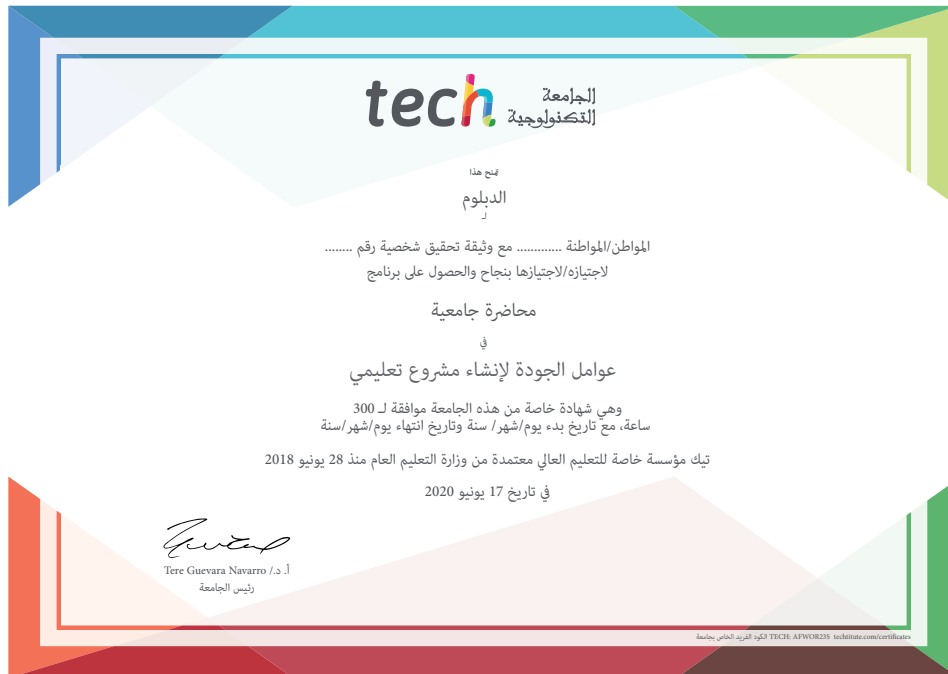 tech الجامعة
التكنولوجية
يمنح هذا
الدبلوم
لـ
المواطن/المواطنة ............. مع وثيقة تحقيق شخصية رقم ........
لاجتيازه/لاجتيازها بنجاح والحصول على برنامج
محاضرة جامعية
في
عوامل الجودة لإنشاء مشروع تعليمي
وهي شهادة خاصة من هذه الجامعة موافقة لـ 300
ساعة، مع تاريخ بدء يوم/شهر/ سنة وتاريخ انتهاء يوم/شهر/سنة
تيك مؤسسة خاصة للتعليم العالي معتمدة من وزارة التعليم العام منذ 28 يونيو 2018
في تاريخ 17 يونيو 2020
أ. د./ Tere Guevara Navarro
رئيس الجامعة
الكود الفريد الخاص بجامعة TECH: AFWOR23S techtitute.com/certificates